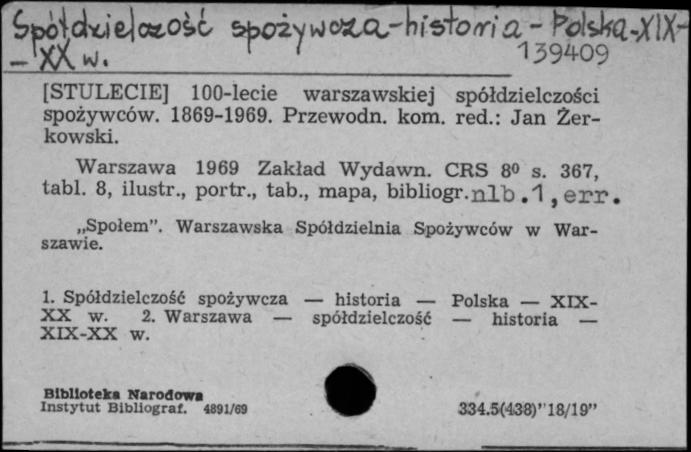 Spółdzielczość spożywcza-historia-Polska-XIX-
-XX w.
139409
[STULECIE] 100-lecie warszawskiej spółdzielczości
spożywców. 1869-1969. Przewodn. kom. red.: Jan Żer-
kowski.
Warszawa 1969 Zakład Wydawn. CRS 8⁰ s. 367,
tabl. 8, ilustr., portr., tab., mapa, bibliogr.nlb.1,err.
„Społem”. Warszawska Spółdzielnia Spożywców w War-
szawie.
1. Spółdzielczość spożywcza — historia — Polska — XIX-
XX w. 2. Warszawa — spółdzielczość — historia —
XIX-XX w.
Biblioteka Narodowa
Instytut Bibliograf. 4891/69
334.5(438)”18/19”